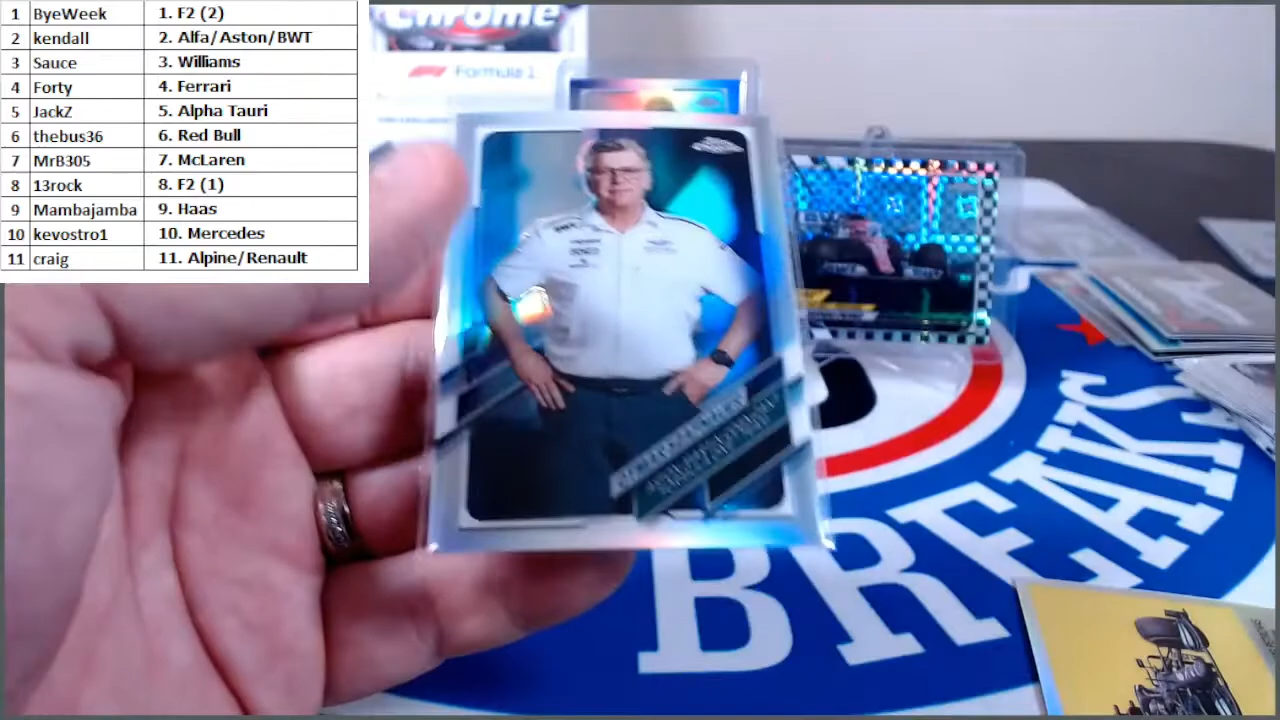 1 ByeWeek 1. F2 (2)
2 kendall 2. Alfa/Aston/BWT
3 Sauce 3. Williams
4 Forty 4. Ferrari
5 JackZ 5. Alpha Tauri
6 thebus36 6. Red Bull
7 MrB305 7. McLaren
8 13rock 8. F2 (1)
9 Mambajamba 9. Haas
10 kevostro1 10. Mercedes
11 craig 11. Alpine/Renault
Chrome
Formula 1
BREAKS